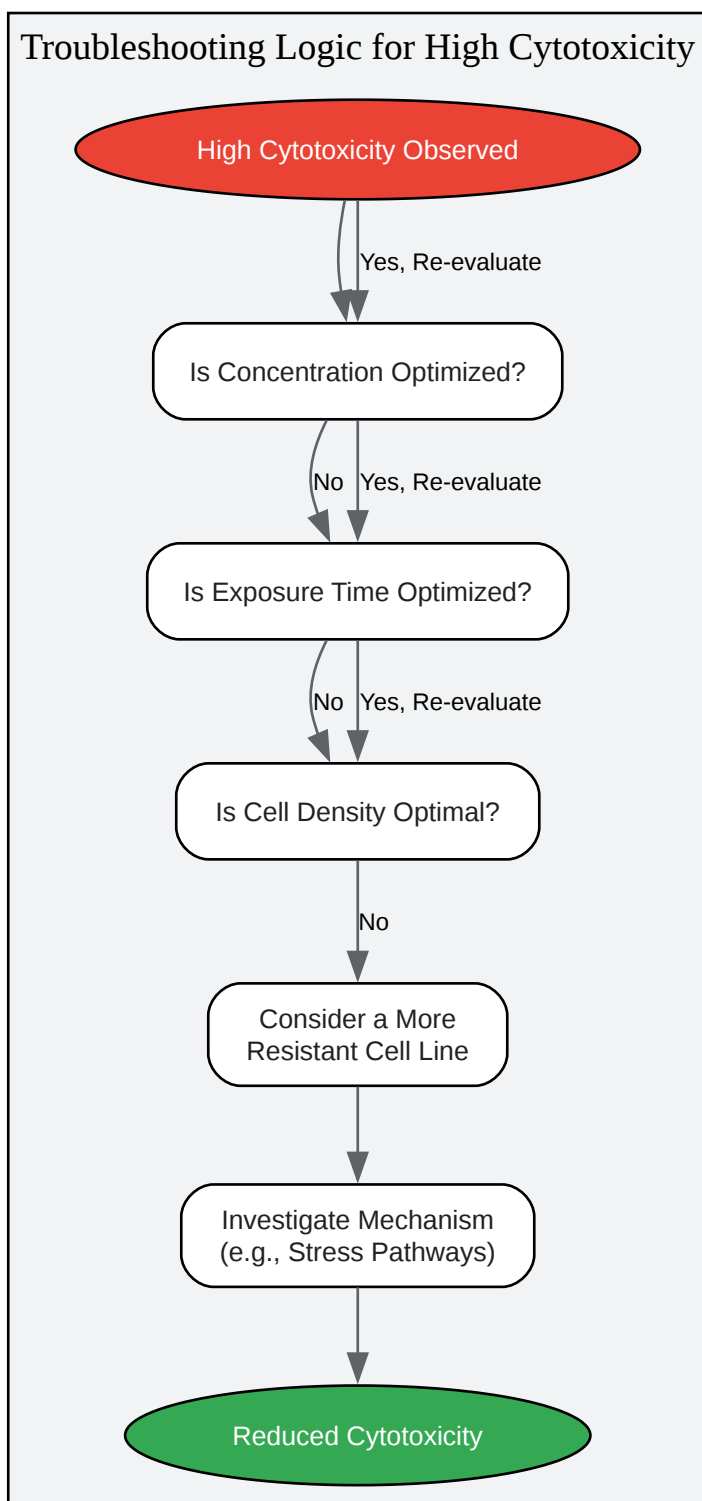 Troubleshooting Logic for High Cytotoxicity
High Cytotoxicity Observed
Yes, Re-evaluate
Is Concentration Optimized?
No
Yes, Re-evaluate
Is Exposure Time Optimized?
No
Yes, Re-evaluate
Is Cell Density Optimal?
No
Consider a More
Resistant Cell Line
Investigate Mechanism
(e.g., Stress Pathways)
Reduced Cytotoxicity